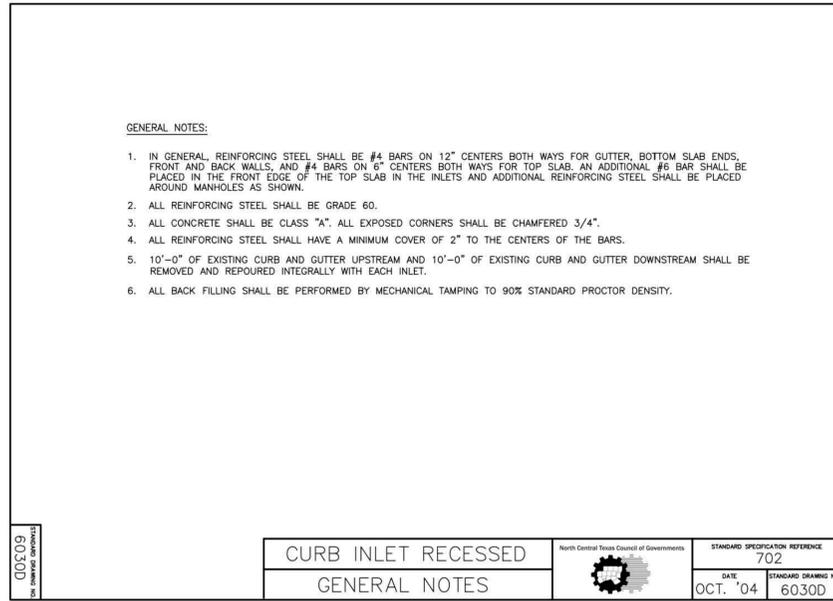 GENERAL NOTES:
1. IN GENERAL, REINFORCING STEEL SHALL BE #4 BARS ON 12" CENTERS BOTH WAYS FOR GUTTER, BOTTOM SLAB ENDS,
FRONT AND BACK WALLS, AND #4 BARS ON 6" CENTERS BOTH WAYS FOR TOP SLAB. AN ADDITIONAL #6 BAR SHALL BE
PLACED IN THE FRONT EDGE OF THE TOP SLAB IN THE INLETS AND ADDITIONAL REINFORCING STEEL SHALL BE PLACED
AROUND MANHOLES AS SHOWN.
2. ALL REINFORCING STEEL SHALL BE GRADE 60.
3. ALL CONCRETE SHALL BE CLASS "A". ALL EXPOSED CORNERS SHALL BE CHAMFERED 3/4".
4. ALL REINFORCING STEEL SHALL HAVE A MINIMUM COVER OF 2" TO THE CENTERS OF THE BARS.
5. 10'-0" OF EXISTING CURB AND GUTTER UPSTREAM AND 10'-0" OF EXISTING CURB AND GUTTER DOWNSTREAM SHALL BE
REMOVED AND REPOURED INTEGRALLY WITH EACH INLET.
6. ALL BACK FILLING SHALL BE PERFORMED BY MECHANICAL TAMPING TO 90% STANDARD PROCTOR DENSITY.
STANDARD DRAWING NO.
6030D
CURB INLET RECESSED
GENERAL NOTES
North Central Texas Council of Governments
STANDARD SPECIFICATION REFERENCE
702
DATE
OCT. '04
STANDARD DRAWING
6030D